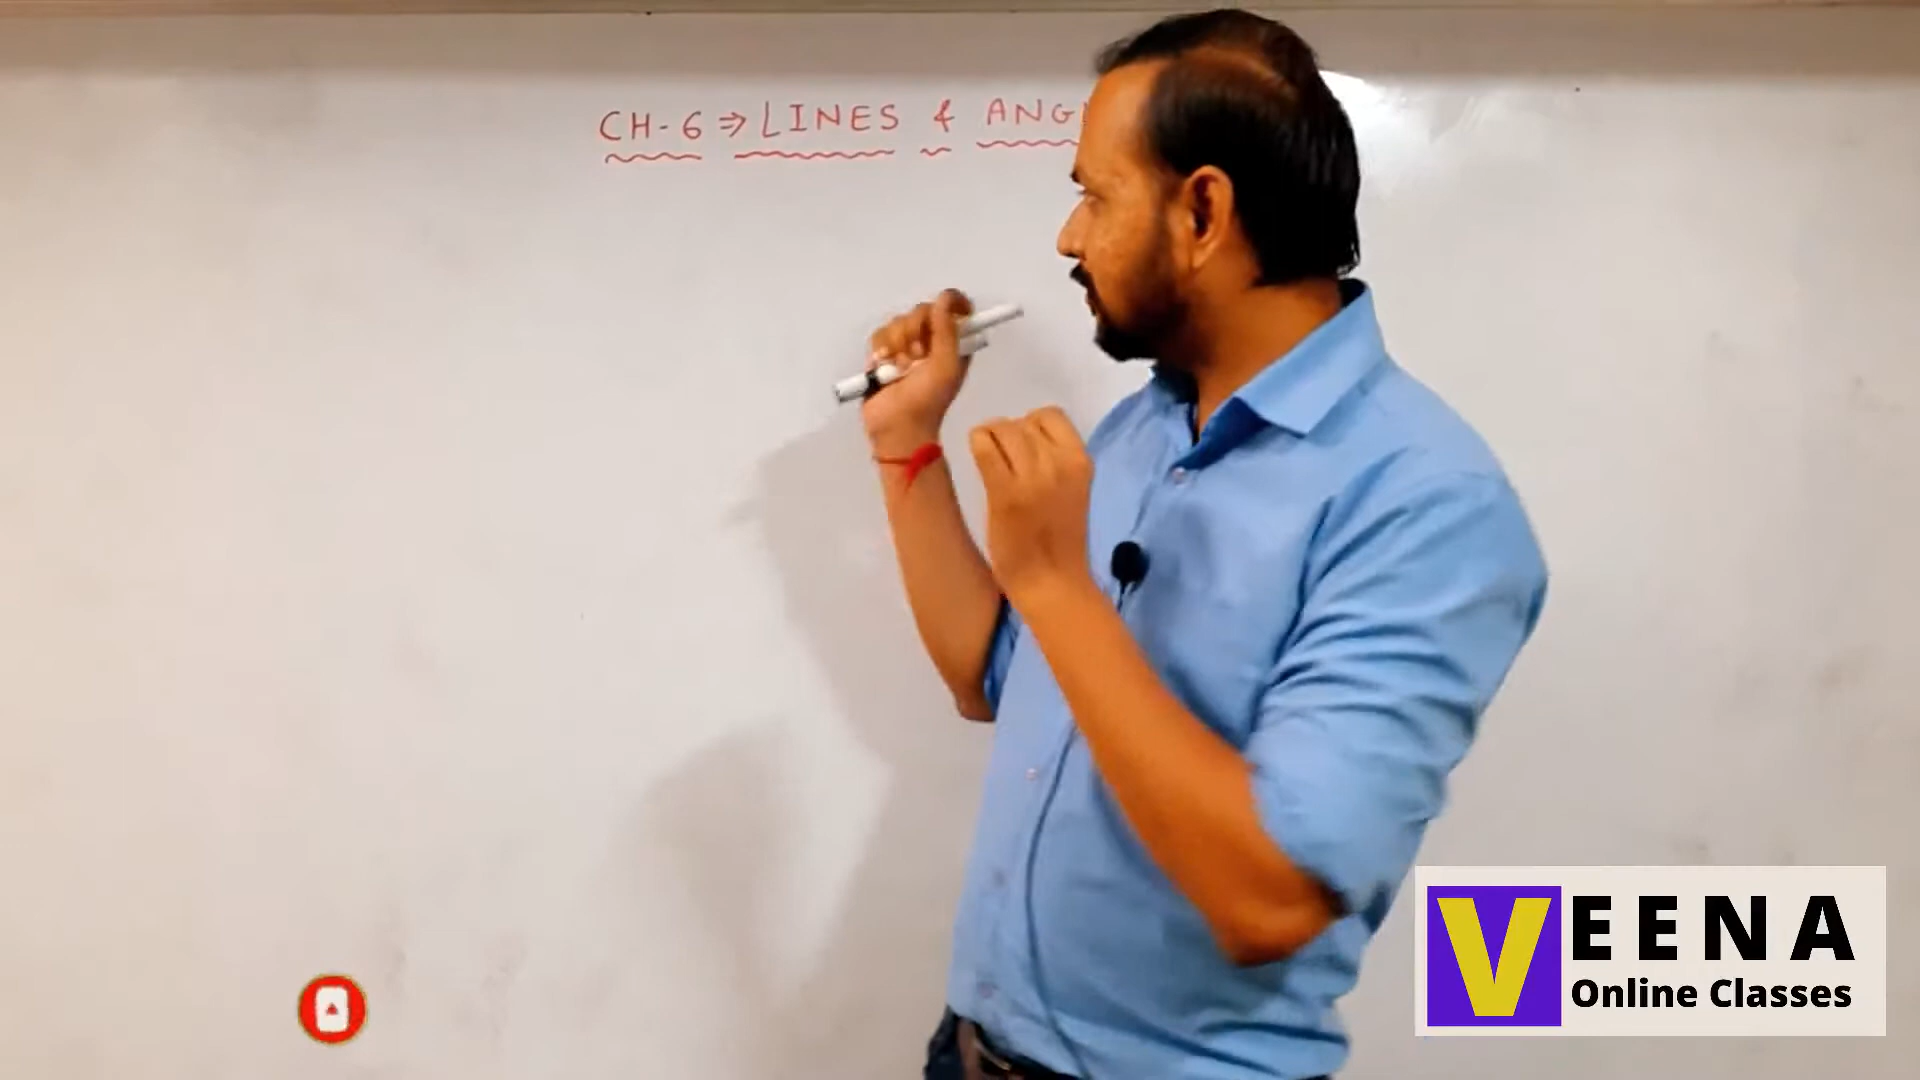 CH-6 ⇒ LINES & ANG
VEENA
Online Classes